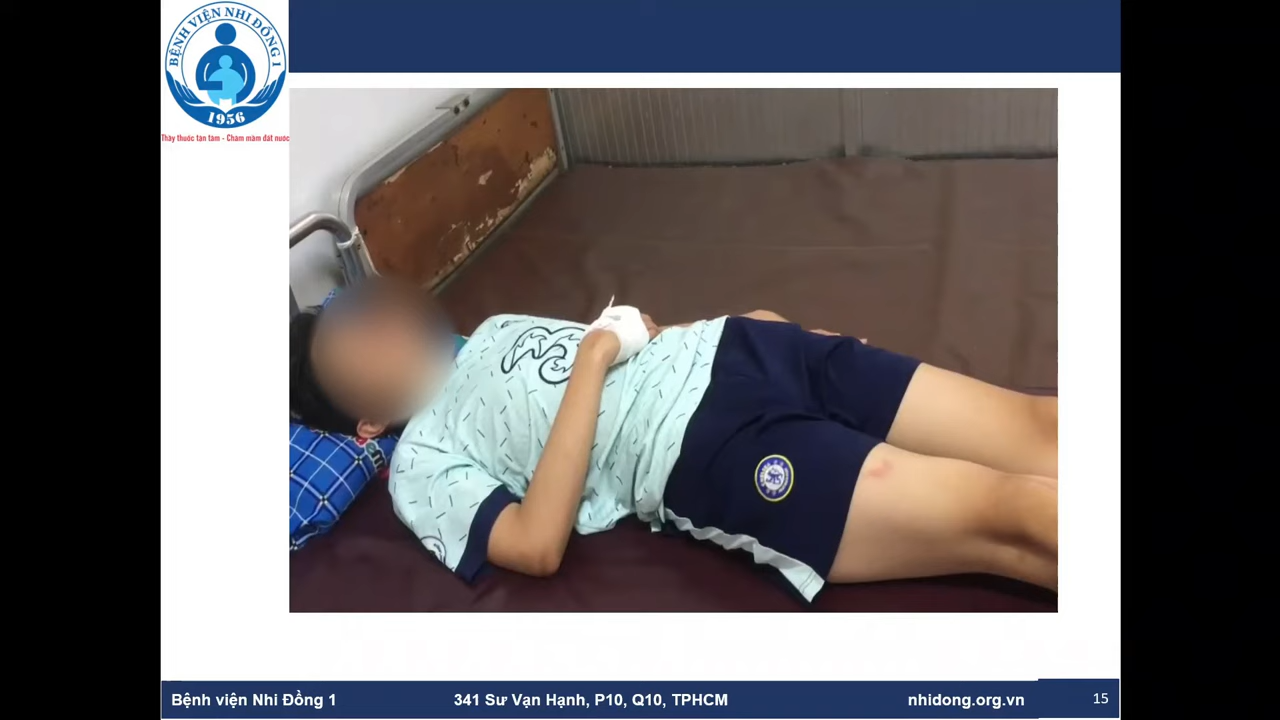 BỆNH VIỆN NHI ĐỒNG 1
1956
Thầy thuốc tận tâm - Chăm mầm đất nước
3
Bệnh viện Nhi Đồng 1
341 Sư Vạn Hạnh, P10, Q10, TPHCM
nhidong.org.vn
15